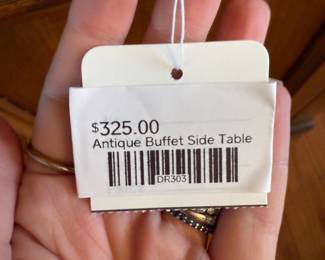 $325.00
Antique Buffet Side Table
DR303